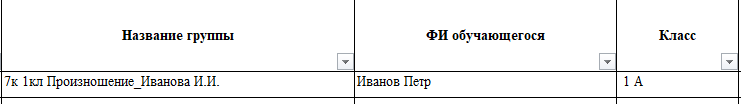 Название группы ФИ обучающегося Класс
7к 1кл Произношение_Иванова И.И. Иванов Петр 1 А